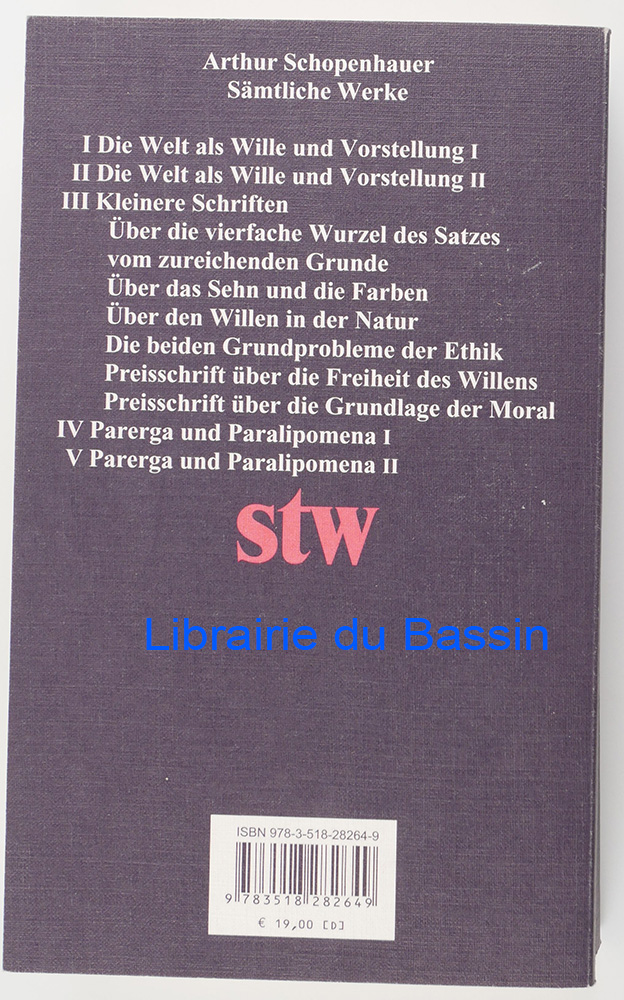 Arthur Schopenhauer
Sämtliche Werke
I Die Welt als Wille und Vorstellung I
II Die Welt als Wille und Vorstellung II
III Kleinere Schriften
Über die vierfache Wurzel des Satzes
vom zureichenden Grunde
Über das Sehn und die Farben
Über den Willen in der Natur
Die beiden Grundprobleme der Ethik
Preisschrift über die Freiheit des Willens
Preisschrift über die Grundlage der Moral
IV Parerga und Paralipomena I
V Parerga und Paralipomena II
stw
Librairie du Bassin
ISBN 978-3-518-28264-9
9 783518 282649
€ 19,00 [D]